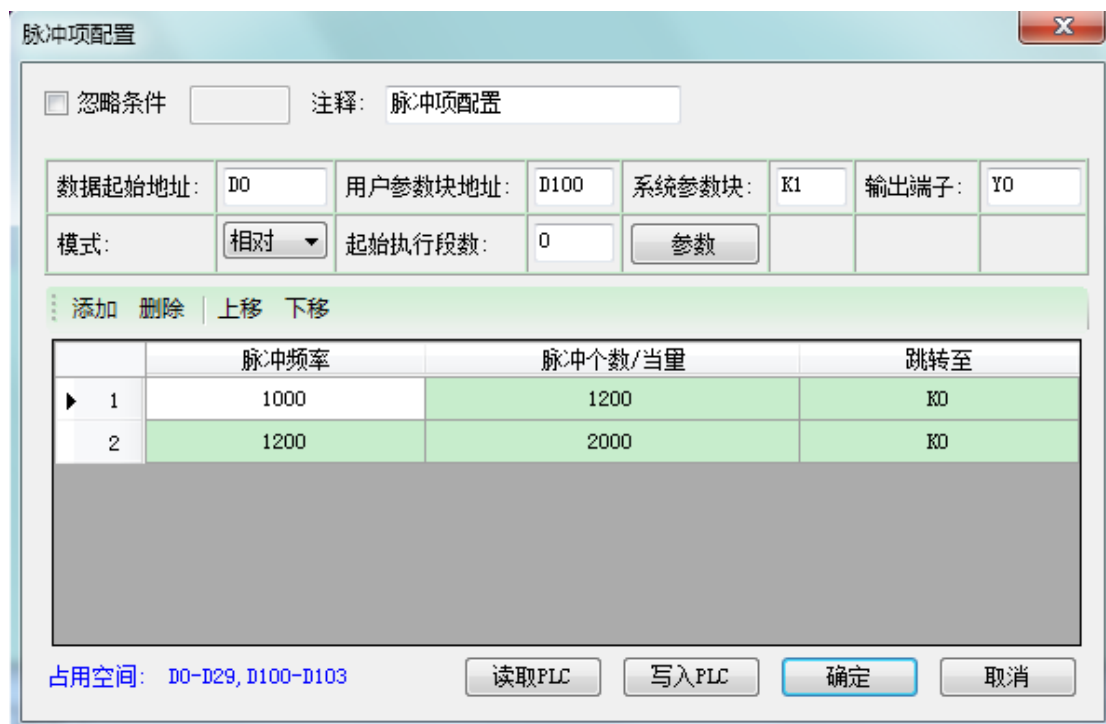 脉冲项配置
忽略条件 注释: 脉冲项配置
数据起始地址: D0 用户参数块地址: D100 系统参数块: K1 输出端子: Y0
模式: 相对 起始执行段数: 0 参数
添加 删除 上移 下移
脉冲频率 脉冲个数/当量 跳转至
1 1000 1200 K0
2 1200 2000 K0
占用空间: D0-D29,D100-D103 读取PLC 写入PLC 确定 取消